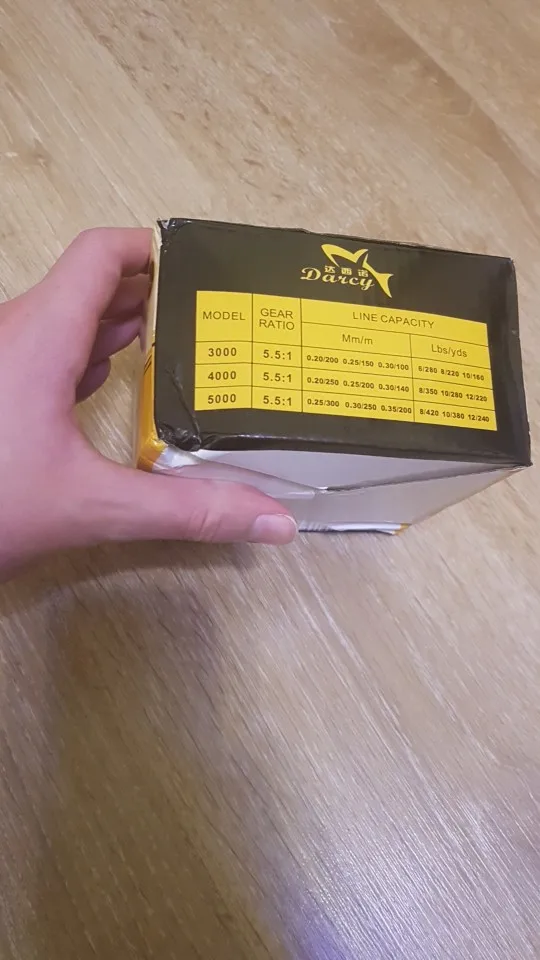 达西诺
Darcy
MODEL GEAR RATIO LINE CAPACITY
Mm/m Lbs/yds
3000 5.5:1 0.20/200 0.25/150 0.30/100 6/280 8/220 10/160
4000 5.5:1 0.20/250 0.25/200 0.30/140 8/350 10/280 12/220
5000 5.5:1 0.25/300 0.30/250 0.35/200 8/420 10/380 12/240